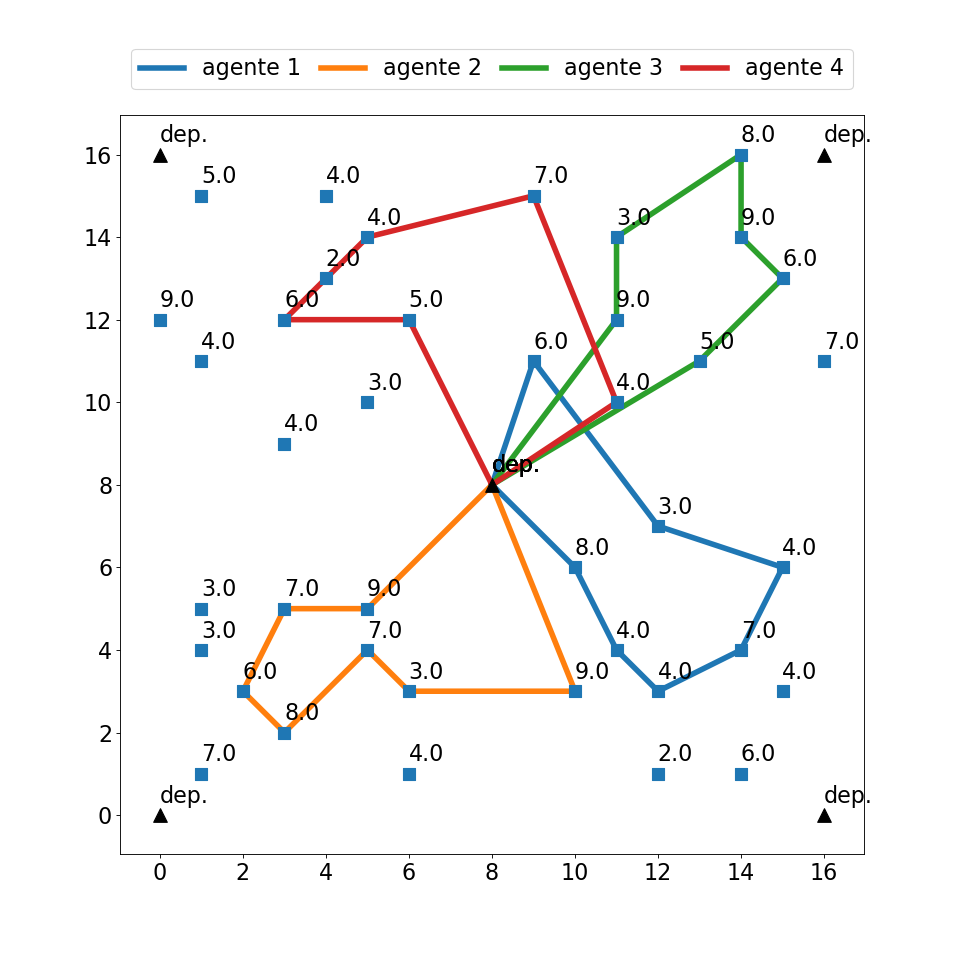 agente 1 agente 2 agente 3 agente 4
dep. 8.0 dep.
16
5.0 4.0 7.0
4.0 3.0 9.0
14
2.0 6.0
9.0 6.0 5.0 9.0
12
4.0 6.0 5.0 7.0
3.0 4.0
10
4.0
dep. dep.
8
3.0
8.0 4.0
6
3.0 7.0 9.0
3.0 7.0 4.0 7.0
4
6.0 3.0 9.0 4.0 4.0
8.0
2
7.0 4.0 2.0 6.0
dep. dep.
0
0 2 4 6 8 10 12 14 16